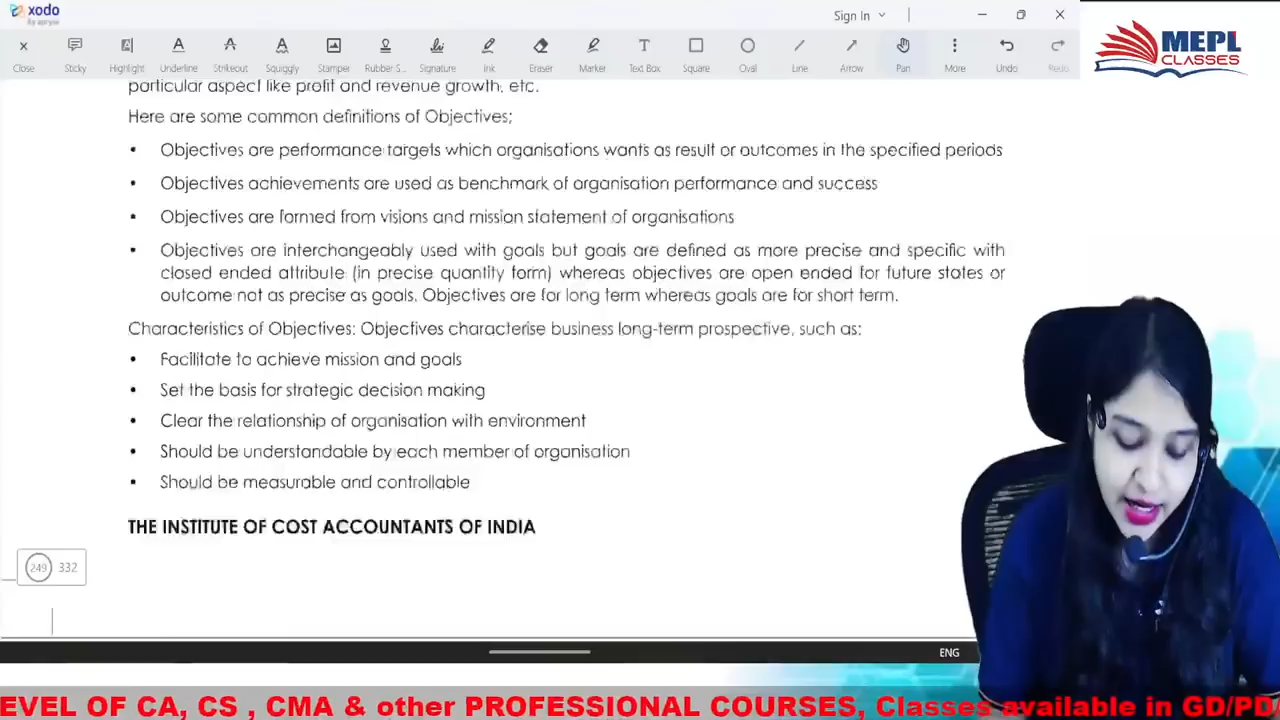 xodo
By apryse
Sign In
MEPL
CLASSES
Close
Sticky
Highlight
Underline
Strikeout
Squiggly
Stamper
Rubber S...
Signature
Ink
Eraser
Marker
Text Box
Square
Oval
Line
Arrow
Pan
More
Undo
Redo
particular aspect like profit and revenue growth, etc.
Here are some common definitions of Objectives;
• Objectives are performance targets which organisations wants as result or outcomes in the specified periods
• Objectives achievements are used as benchmark of organisation performance and success
• Objectives are formed from visions and mission statement of organisations
• Objectives are interchangeably used with goals but goals are defined as more precise and specific with
closed ended attribute (in precise quantity form) whereas objectives are open ended for future states or
outcome not as precise as goals. Objectives are for long term whereas goals are for short term.
Characteristics of Objectives: Objectives characterise business long-term prospective, such as:
• Facilitate to achieve mission and goals
• Set the basis for strategic decision making
• Clear the relationship of organisation with environment
• Should be understandable by each member of organisation
• Should be measurable and controllable
THE INSTITUTE OF COST ACCOUNTANTS OF INDIA
249 332
ENG
EVEL OF CA, CS , CMA & other PROFESSIONAL COURSES, Classes available in GD/PD